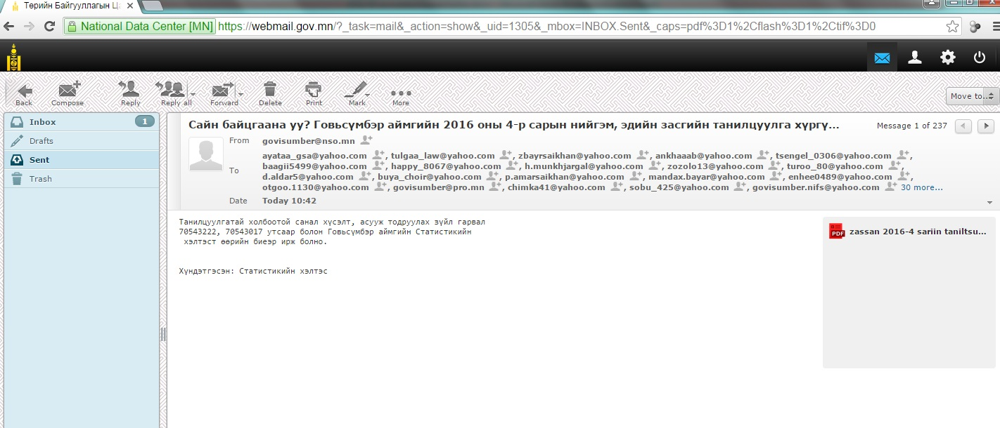 Төрийн Байгууллагын Ца
National Data Center [MN] https://webmail.gov.mn/?_task=mail&_action=show&_uid=1305&_mbox=INBOX.Sent&_caps=pdf%3D1%2Cflash%3D1%2Ctif%3D0
Back Compose Reply Reply all Forward Delete Print Mark More Move to...
Inbox 1
Drafts
Sent
Trash
Сайн байцгаана уу? Говьсүмбэр аймгийн 2016 оны 4-р сарын нийгэм, эдийн засгийн танилцуулга хүргү... Message 1 of 237
From govisumber@nso.mn
To ayataa_gsa@yahoo.com , tulgaa_law@yahoo.com , zbayrsaikhan@yahoo.com , ankhaaab@yahoo.com , tsengel_0306@yahoo.com ,
baagii5499@yahoo.com , happy_8067@yahoo.com , h.munkhjargal@yahoo.com , zozolo13@yahoo.com , turoo_80@yahoo.com ,
d.aldar5@yahoo.com , buya_choir@yahoo.com , p.amarsaikhan@yahoo.com , mandax.bayar@yahoo.com , enhee0489@yahoo.com ,
otgoo.1130@yahoo.com , govisumber@pro.mn , chimka41@yahoo.com , sobu_425@yahoo.com , govisumber.nifs@yahoo.com 30 more...
Date Today 10:42
Танилцуулгатай холбоотой санал хүсэлт, асууж тодруулах зүйл гарвал
70543222, 70543017 утсаар болон Говьсүмбэр аймгийн Статистикийн
хэлтэст өөрийн биеэр ирж болно.
Хүндэтгэсэн: Статистикийн хэлтэс
PDF zassan 2016-4 sariin taniltsu...